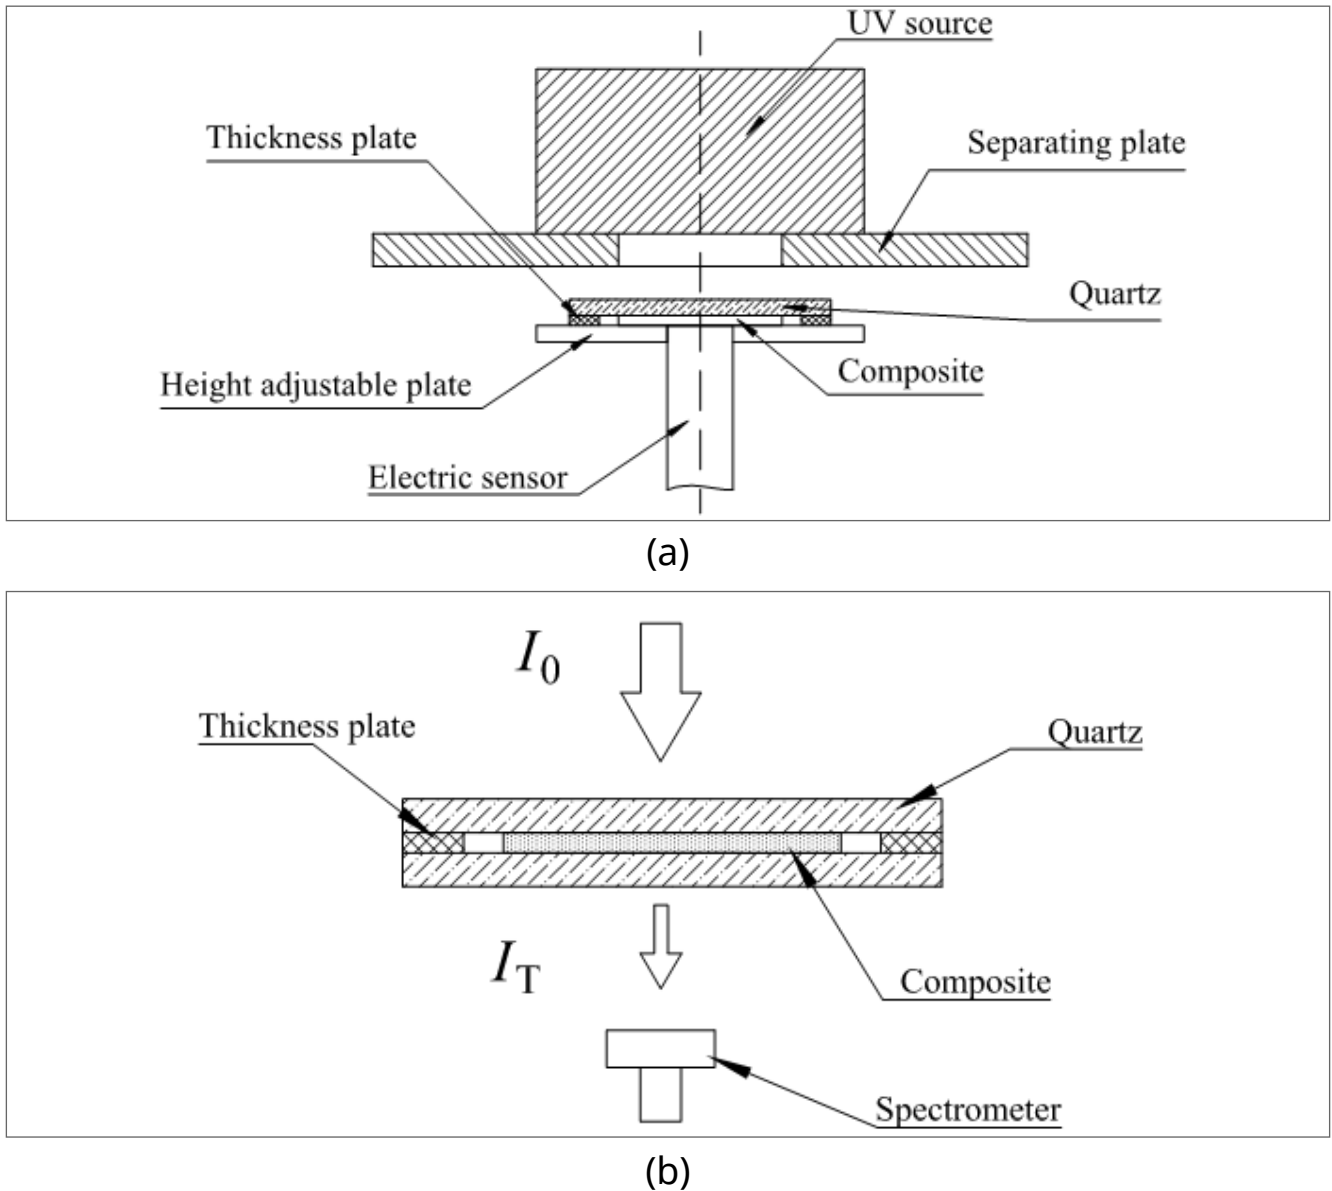 UV source
Thickness plate
Separating plate
Quartz
Composite
Height adjustable plate
Electric sensor
(a)
I0
Thickness plate
Quartz
IT
Composite
Spectrometer
(b)